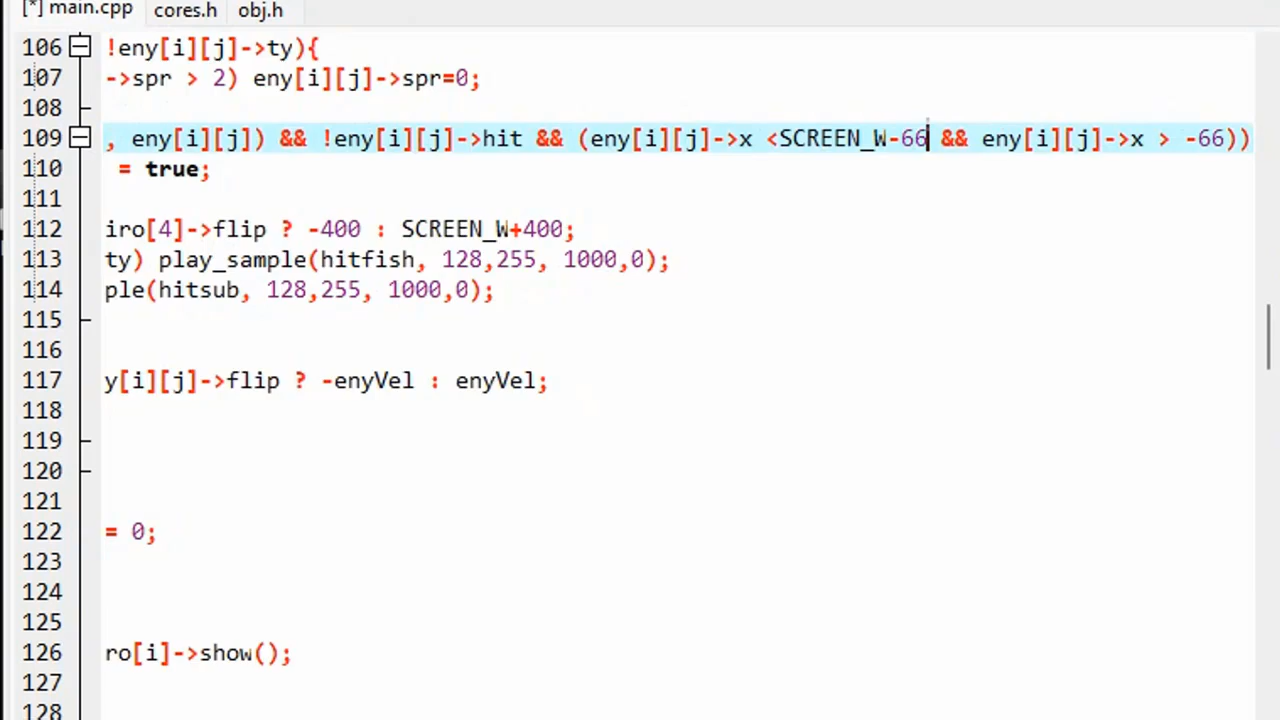 [*] main.cpp cores.h obj.h
106 !eny[i][j]->ty){
107 ->spr > 2) eny[i][j]->spr=0;
108
109 , eny[i][j]) && !eny[i][j]->hit && (eny[i][j]->x <SCREEN_W-66 && eny[i][j]->x > -66))
110 = true;
111
112 iro[4]->flip ? -400 : SCREEN_W+400;
113 ty) play_sample(hitfish, 128,255, 1000,0);
114 ple(hitsub, 128,255, 1000,0);
115
116
117 y[i][j]->flip ? -enyVel : enyVel;
118
119
120
121
122 = 0;
123
124
125
126 ro[i]->show();
127
128